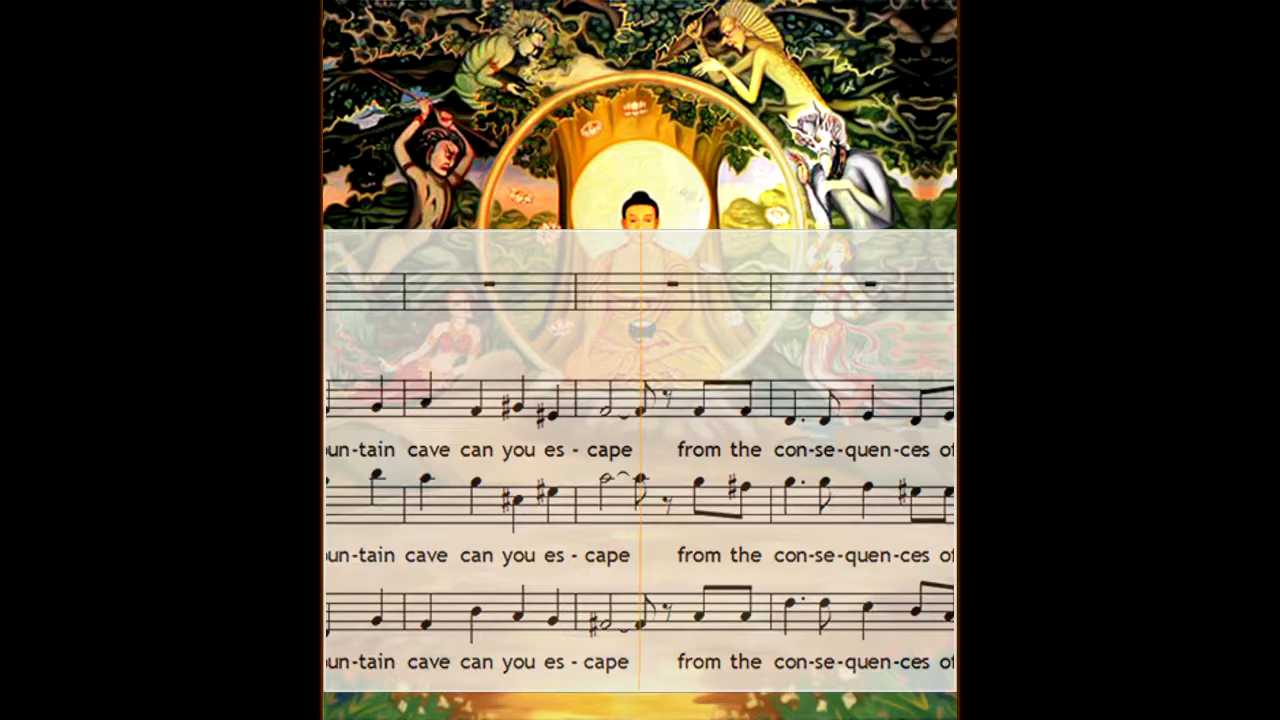 un-tain cave can you es - cape from the con-se-quen-ces of
un-tain cave can you es - cape from the con-se-quen-ces of
un-tain cave can you es - cape from the con-se-quen-ces of